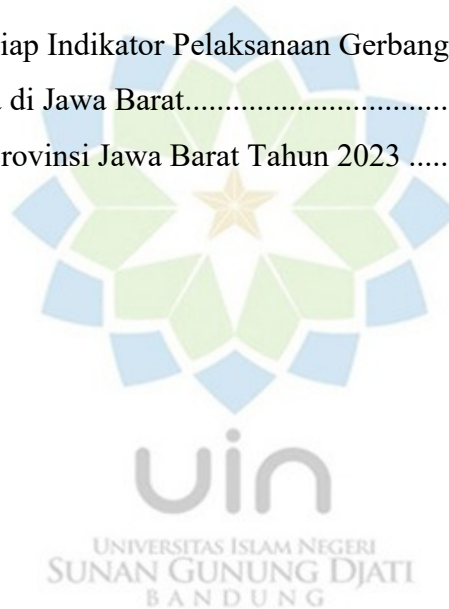 iap Indikator Pelaksanaan Gerbang
di Jawa Barat
rovinsi Jawa Barat Tahun 2023 .....
uin
UNIVERSITAS ISLAM NEGERI
SUNAN GUNUNG DJATI
BANDUNG